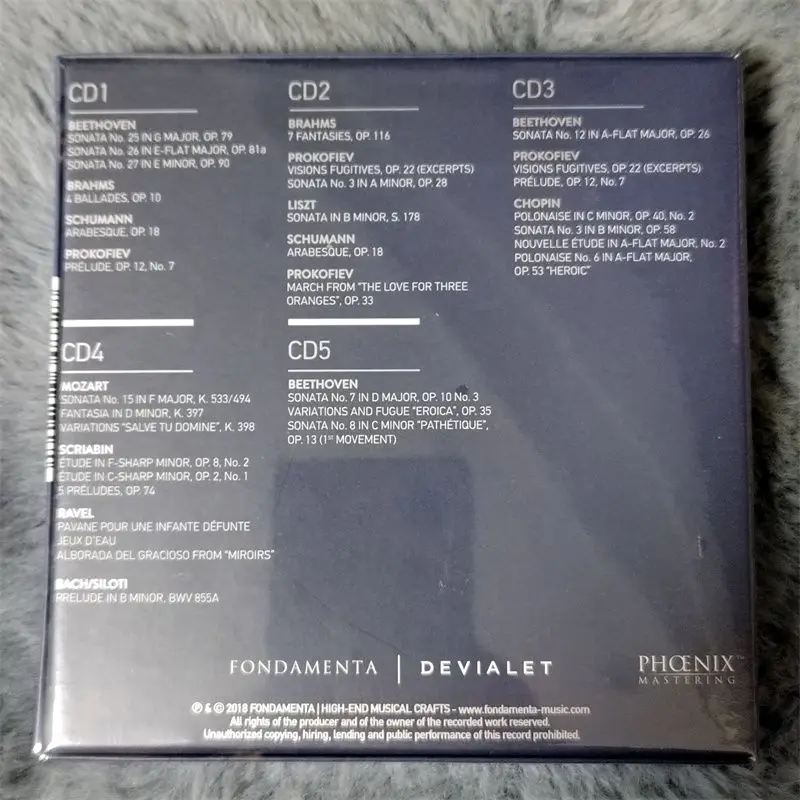 CD1
BEETHOVEN
SONATA No. 25 IN G MAJOR, OP. 79
SONATA No. 26 IN E-FLAT MAJOR, OP. 81a
SONATA No. 27 IN E MINOR, OP. 90
BRAHMS
4 BALLADES, OP. 10
SCHUMANN
ARABESQUE, OP. 18
PROKOFIEV
PRÉLUDE, OP. 12, No. 7
CD2
BRAHMS
7 FANTASIES, OP. 116
PROKOFIEV
VISIONS FUGITIVES, OP. 22 (EXCERPTS)
SONATA No. 3 IN A MINOR, OP. 28
LISZT
SONATA IN B MINOR, S. 178
SCHUMANN
ARABESQUE, OP. 18
PROKOFIEV
MARCH FROM "THE LOVE FOR THREE
ORANGES", OP. 33
CD3
BEETHOVEN
SONATA No. 12 IN A-FLAT MAJOR, OP. 26
PROKOFIEV
VISIONS FUGITIVES, OP. 22 (EXCERPTS)
PRÉLUDE, OP. 12, No. 7
CHOPIN
POLONAISE IN C MINOR, OP. 40, No. 2
SONATA No. 3 IN B MINOR, OP. 58
NOUVELLE ÉTUDE IN A-FLAT MAJOR, No. 2
POLONAISE No. 6 IN A-FLAT MAJOR,
OP. 53 "HEROIC"
CD4
MOZART
SONATA No. 15 IN F MAJOR, K. 533/494
FANTASIA IN D MINOR, K. 397
VARIATIONS "SALVE TU DOMINE", K. 398
SCRIABIN
ÉTUDE IN F-SHARP MINOR, OP. 8, No. 2
ÉTUDE IN C-SHARP MINOR, OP. 2, No. 1
5 PRÉLUDES, OP. 74
RAVEL
PAVANE POUR UNE INFANTE DÉFUNTE
JEUX D'EAU
ALBORADA DEL GRACIOSO FROM "MIROIRS"
BACH/SILOTI
PRELUDE IN B MINOR, BWV 855A
CD5
BEETHOVEN
SONATA No. 7 IN D MAJOR, OP. 10 No. 3
VARIATIONS AND FUGUE "EROICA", OP. 35
SONATA No. 8 IN C MINOR "PATHÉTIQUE",
OP. 13 (1ST MOVEMENT)
FONDAMENTA | DEVIALET
PHŒNIX™
MASTERING
℗ & © 2018 FONDAMENTA | HIGH-END MUSICAL CRAFTS - www.fondamenta-music.com
All rights of the producer and of the owner of the recorded work reserved.
Unauthorized copying, hiring, lending and public performance of this record prohibited.